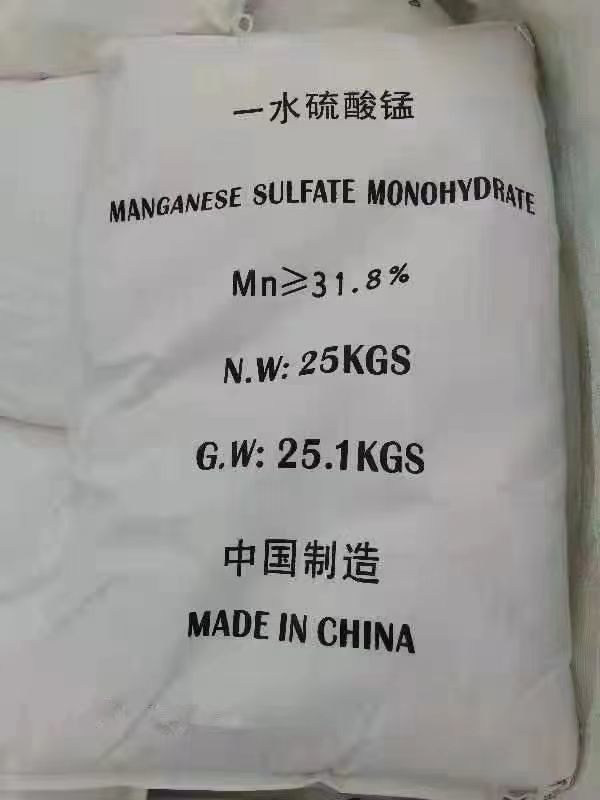 一水硫酸锰
MANGANESE SULFATE MONOHYDRATE
Mn≥31.8%
N.W: 25KGS
G.W: 25.1KGS
中国制造
MADE IN CHINA